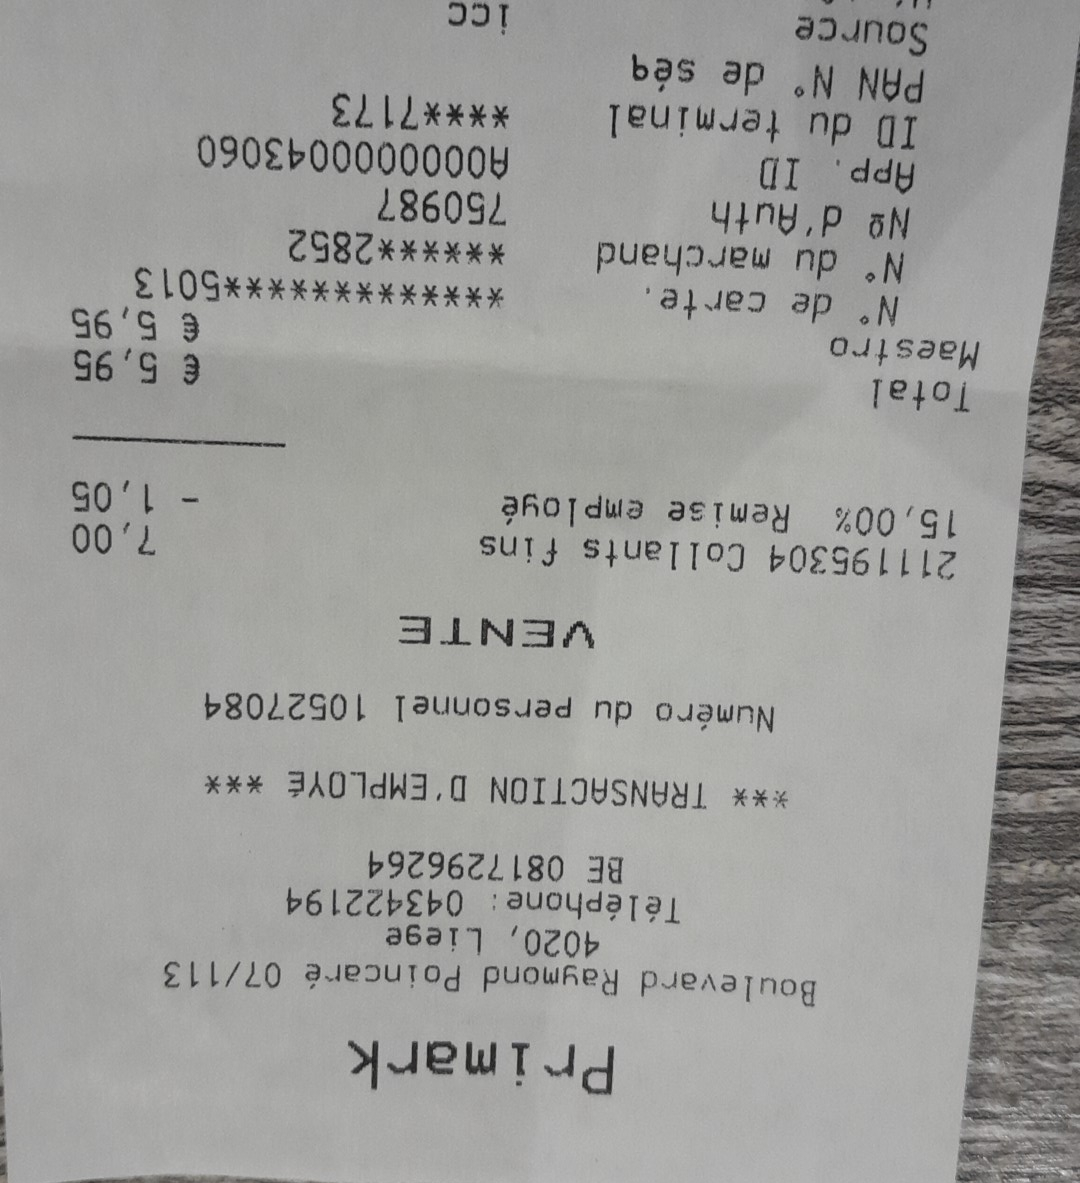 Primark
Boulevard Raymond Poincaré 07/113
4020, Liege
Téléphone: 043422194
BE 0817296264
*** TRANSACTION D'EMPLOYÉ ***
Numéro du personnel 10527084
VENTE
211195304 Collants fins 7,00
15,00% Remise employé - 1,05
Total € 5,95
Maestro € 5,95
N° de carte. **************5013
N° du marchand *******2852
Nº d'Auth 750987
App. ID A0000000043060
ID du terminal ****7173
PAN N° de séq
Source icc